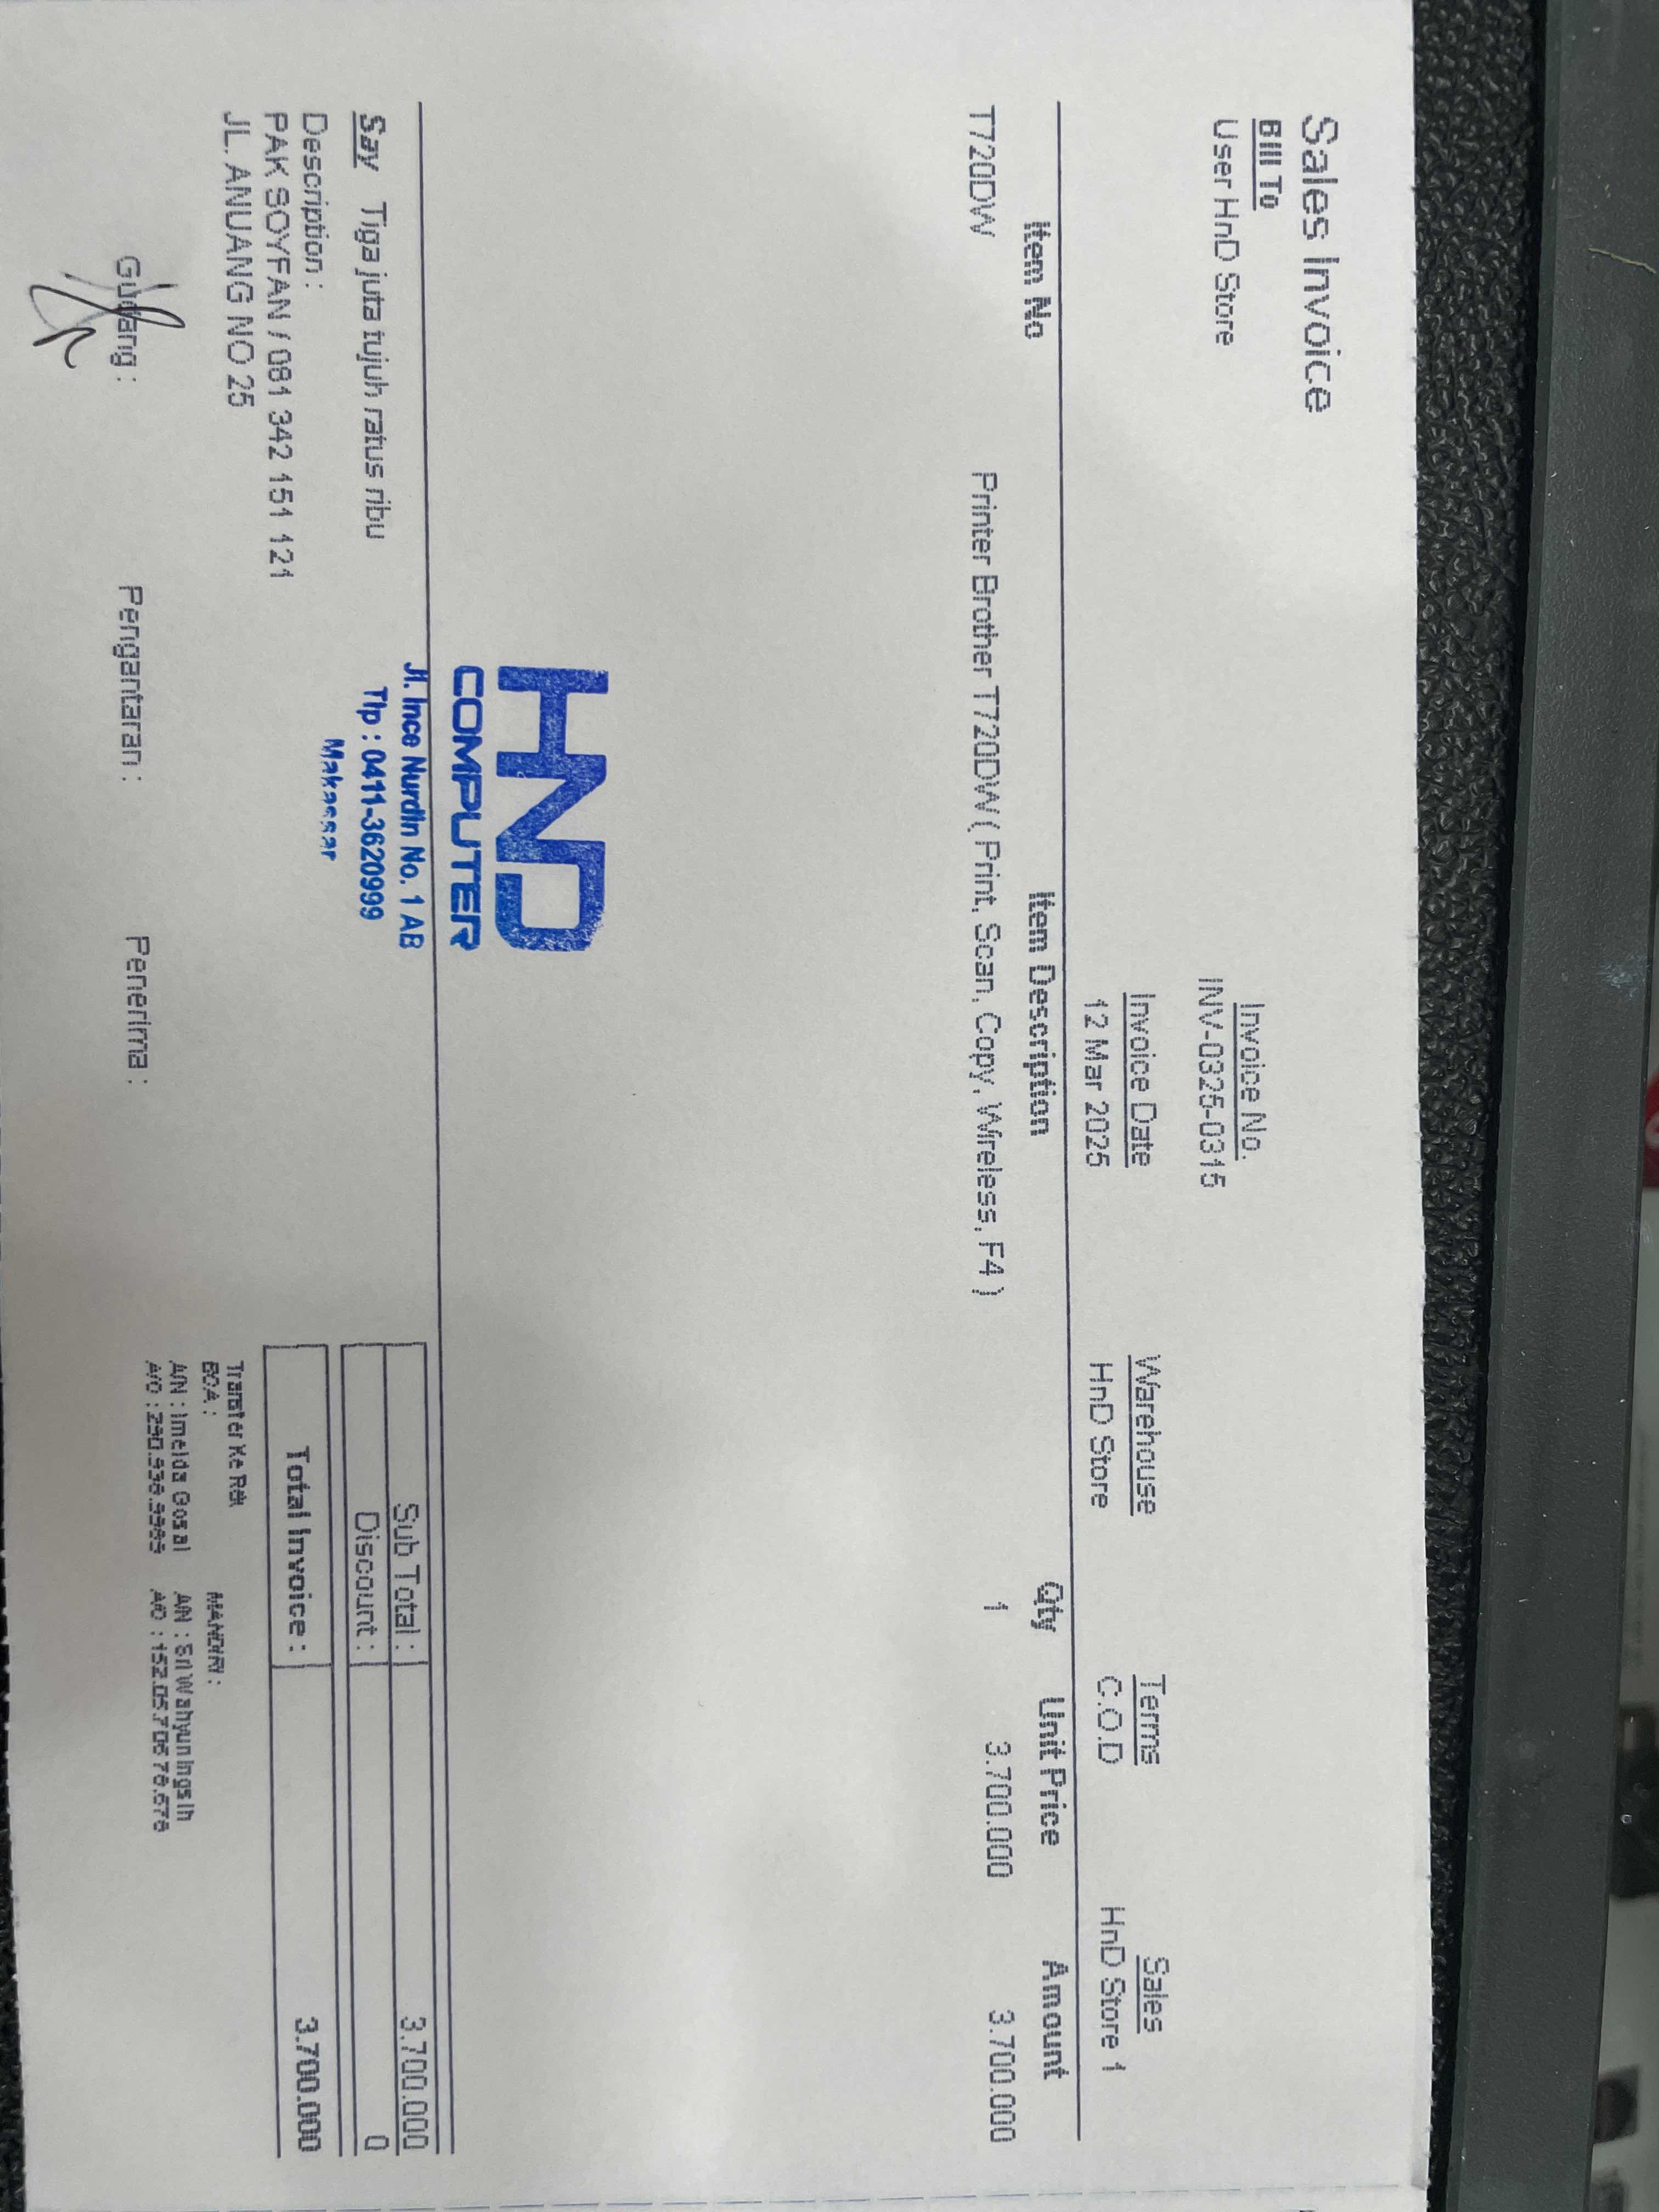 Sales Invoice
Bill To
User HnD Store
Invoice No.
INV-0325-0315
Invoice Date
12 Mar 2025
Warehouse
HnD Store
Terms
C.O.D
Sales
HnD Store 1
Item No Item Description Qty Unit Price Amount
T720DW Printer Brother T720DW ( Print, Scan, Copy, Wireless, F4 ) 1 3.700.000 3.700.000
HND
COMPUTER
Jl. Ince Nurdin No. 1 AB
Tlp : 0411-3620999
Makassar
Say Tiga juta tujuh ratus ribu
Description :
PAK SOYFAN / 081 342 151 121
JL. ANUANG NO 25
Sub Total : 3.700.000
Discount : 0
Total Invoice : 3.700.000
Transfer Ke Rek
BCA :
A/N : Imelda Gosal
A/C :
MANDIRI :
A/N : Sri Wahyuningsih
A/C :
Gudang :
Pengantaran :
Penerima :